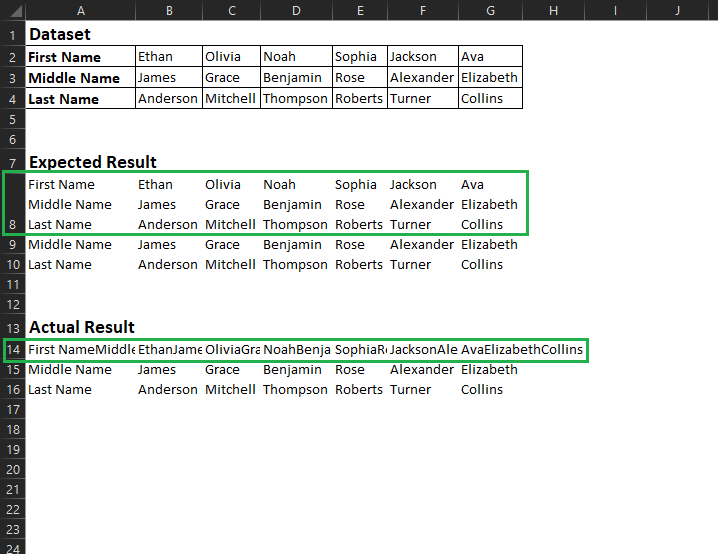 A B C D E F G H I J
1 Dataset
2 First Name Ethan Olivia Noah Sophia Jackson Ava
3 Middle Name James Grace Benjamin Rose Alexander Elizabeth
4 Last Name Anderson Mitchell Thompson Roberts Turner Collins
5
6
7 Expected Result
First Name Ethan Olivia Noah Sophia Jackson Ava
Middle Name James Grace Benjamin Rose Alexander Elizabeth
8 Last Name Anderson Mitchell Thompson Roberts Turner Collins
9 Middle Name James Grace Benjamin Rose Alexander Elizabeth
10 Last Name Anderson Mitchell Thompson Roberts Turner Collins
11
12
13 Actual Result
14 First NameMiddle EthanJame OliviaGra NoahBenja SophiaRo JacksonAle AvaElizabethCollins
15 Middle Name James Grace Benjamin Rose Alexander Elizabeth
16 Last Name Anderson Mitchell Thompson Roberts Turner Collins
17
18
19
20
21
22
23
24